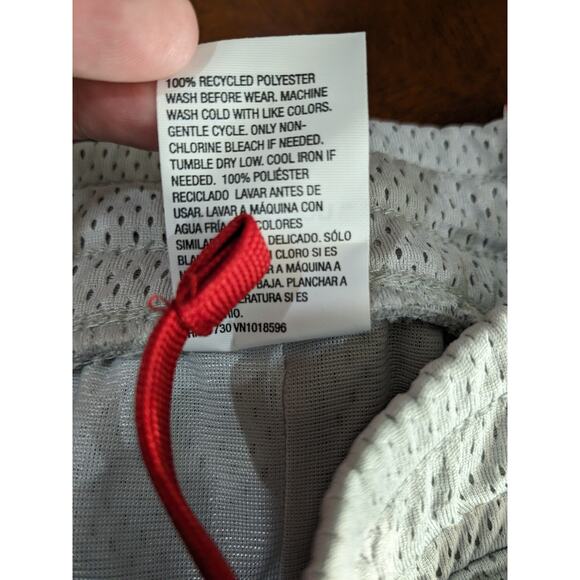 100% RECYCLED POLYESTER
WASH BEFORE WEAR. MACHINE
WASH COLD WITH LIKE COLORS.
GENTLE CYCLE. ONLY NON-
CHLORINE BLEACH IF NEEDED.
TUMBLE DRY LOW. COOL IRON IF
NEEDED. 100% POLIÉSTER
RECICLADO LAVAR ANTES DE
USAR. LAVAR A MÁQUINA CON
AGUA FRÍA COLORES
DELICADO. SÓLO
CLORO SI ES
A MÁQUINA A
BAJA. PLANCHAR A
SI ES
730 VN1018596